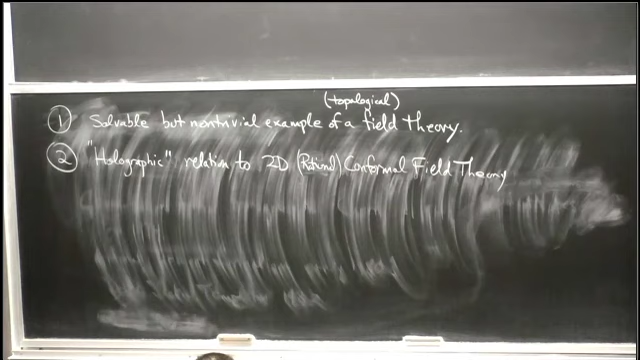 (topological)
① Solvable but nontrivial example of a field theory.
② "Holographic" relation to 2D (Rational) Conformal Field Theory